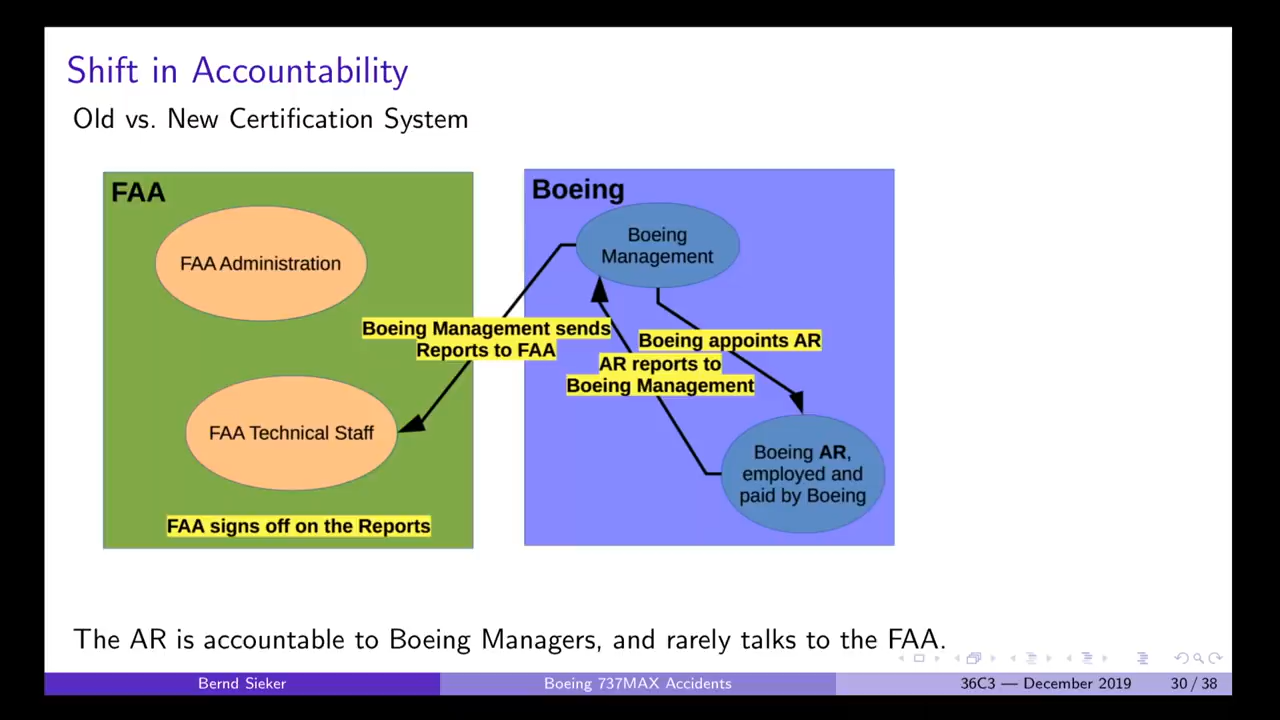 Shift in Accountability
Old vs. New Certification System
FAA
FAA Administration
FAA Technical Staff
FAA signs off on the Reports
Boeing Management sends
Reports to FAA
Boeing
Boeing
Management
Boeing appoints AR
AR reports to
Boeing Management
Boeing AR,
employed and
paid by Boeing
The AR is accountable to Boeing Managers, and rarely talks to the FAA.
Bernd Sieker
Boeing 737MAX Accidents
36C3 — December 2019
30 / 38